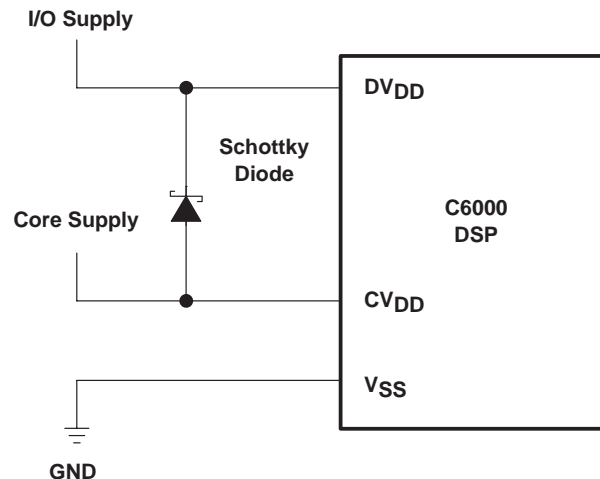 I/O Supply
DVDD
Schottky
Diode
Core Supply
C6000
DSP
CVDD
VSS
GND